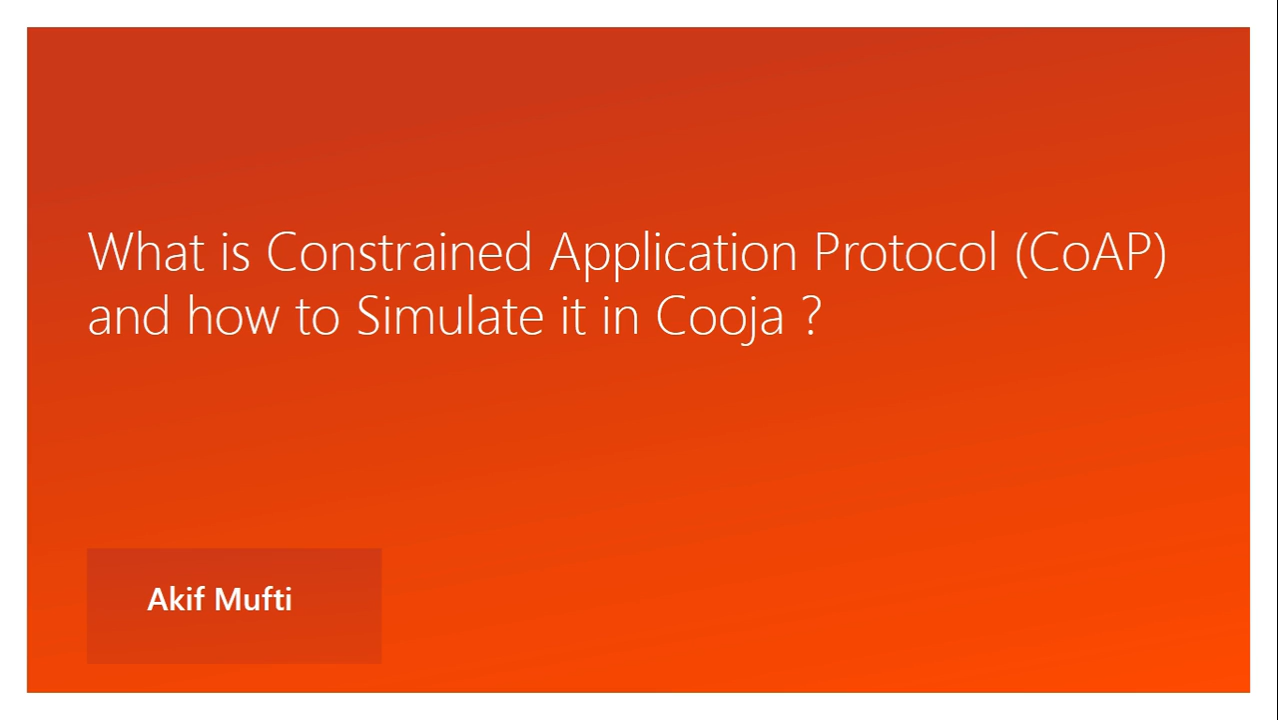 What is Constrained Application Protocol (CoAP)
and how to Simulate it in Cooja ?
Akif Mufti